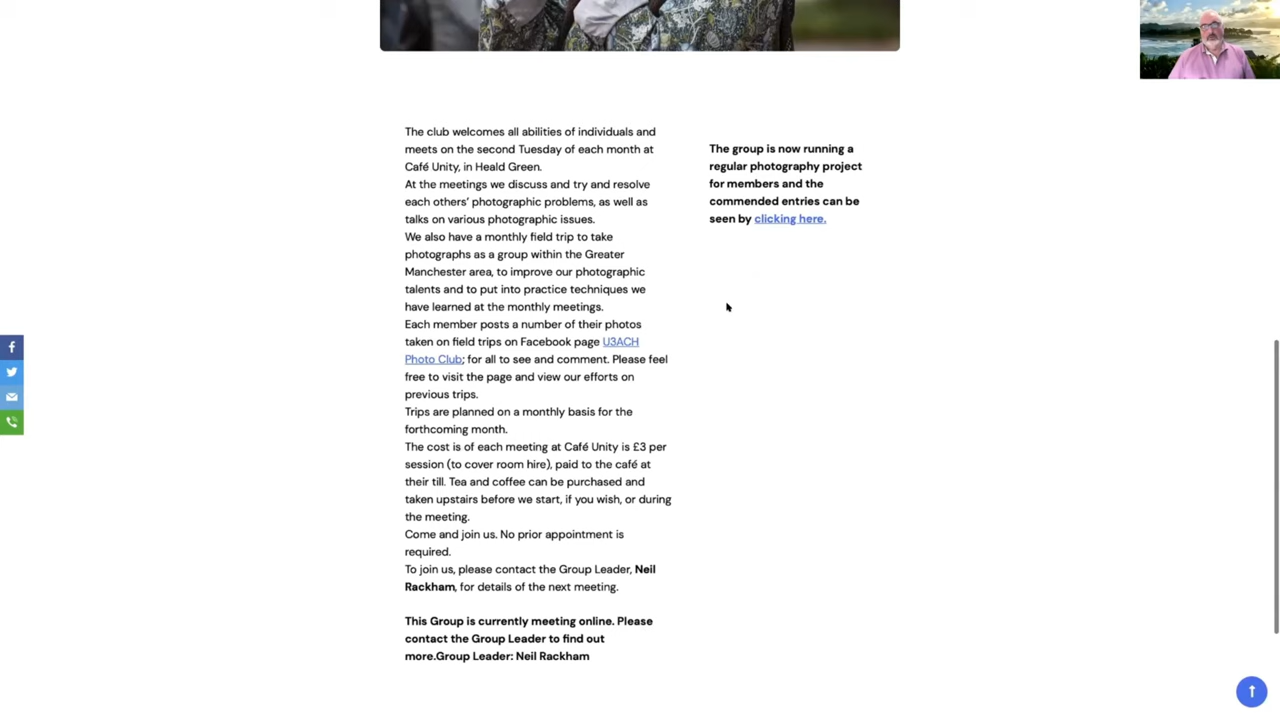 The club welcomes all abilities of individuals and
meets on the second Tuesday of each month at
Café Unity, in Heald Green.
At the meetings we discuss and try and resolve
each others’ photographic problems, as well as
talks on various photographic issues.
We also have a monthly field trip to take
photographs as a group within the Greater
Manchester area, to improve our photographic
talents and to put into practice techniques we
have learned at the monthly meetings.
Each member posts a number of their photos
taken on field trips on Facebook page U3ACH
Photo Club; for all to see and comment. Please feel
free to visit the page and view our efforts on
previous trips.
Trips are planned on a monthly basis for the
forthcoming month.
The cost is of each meeting at Café Unity is £3 per
session (to cover room hire), paid to the café at
their till. Tea and coffee can be purchased and
taken upstairs before we start, if you wish, or during
the meeting.
Come and join us. No prior appointment is
required.
To join us, please contact the Group Leader, Neil
Rackham, for details of the next meeting.
This Group is currently meeting online. Please
contact the Group Leader to find out
more.Group Leader: Neil Rackham
The group is now running a
regular photography project
for members and the
commended entries can be
seen by clicking here.